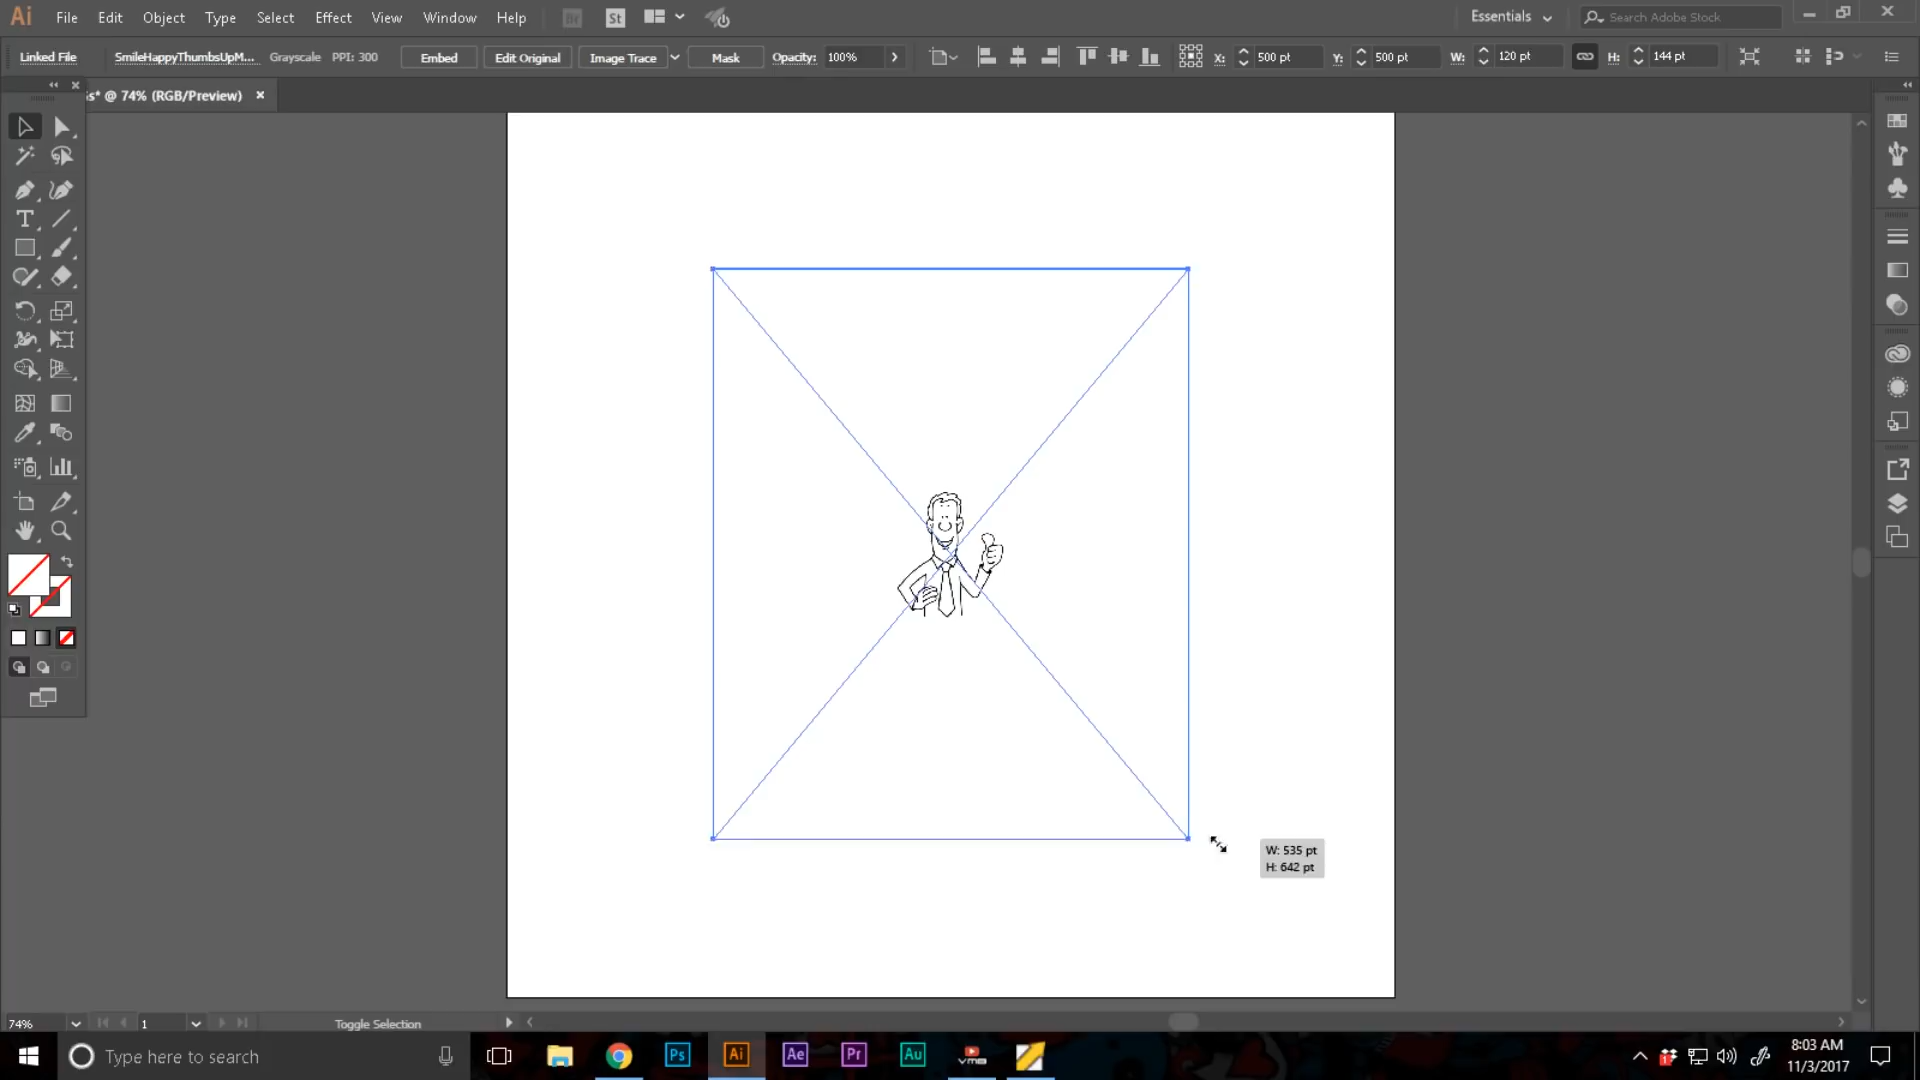 Ai File Edit Object Type Select Effect View Window Help Br St Essentials Search Adobe Stock
Linked File SmileHappyThumbsUpM... Grayscale PPI: 300 Embed Edit Original Image Trace Mask Opacity: 100% X: 500 pt Y: 500 pt W: 120 pt H: 144 pt
s* @ 74% (RGB/Preview)
W: 535 pt
H: 642 pt
74% 1 Toggle Selection
Type here to search Ps Ai Ae Pr Au 8:03 AM
11/3/2017